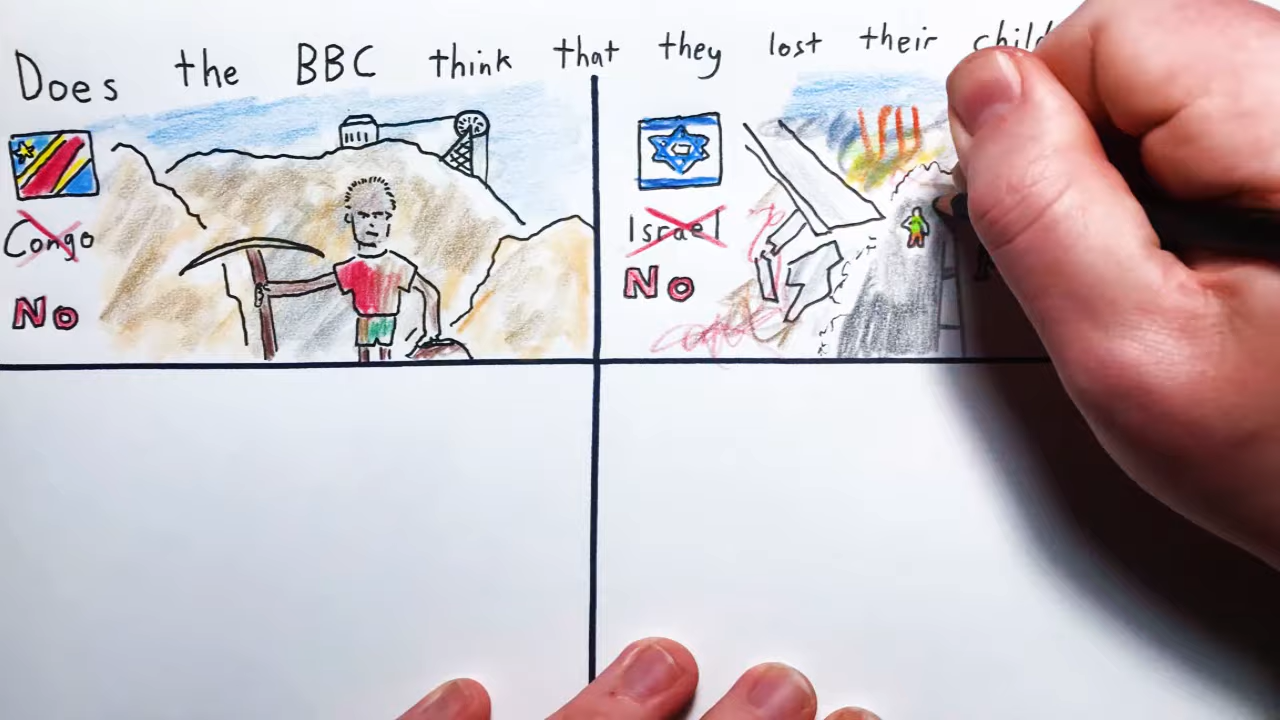 Does the BBC think that they lost their
Congo
No
Israel
No